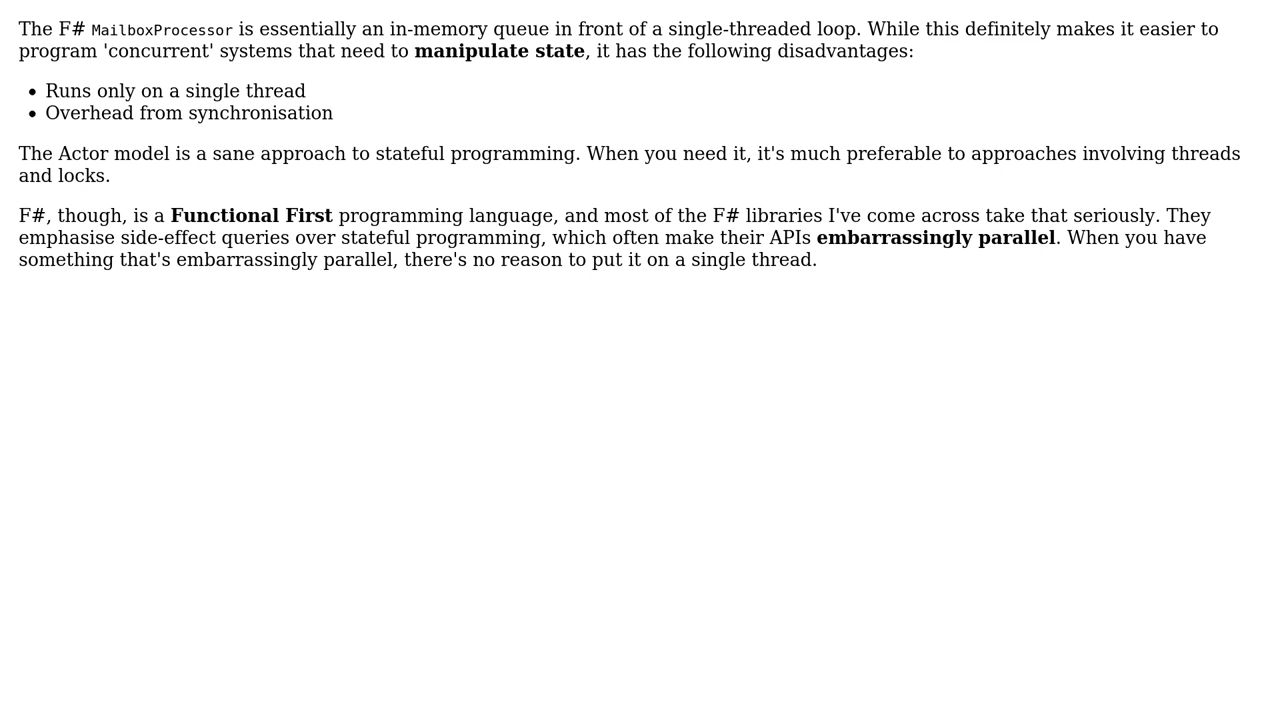 The F# MailboxProcessor is essentially an in-memory queue in front of a single-threaded loop. While this definitely makes it easier to
program 'concurrent' systems that need to manipulate state, it has the following disadvantages:
• Runs only on a single thread
• Overhead from synchronisation
The Actor model is a sane approach to stateful programming. When you need it, it's much preferable to approaches involving threads
and locks.
F#, though, is a Functional First programming language, and most of the F# libraries I've come across take that seriously. They
emphasise side-effect queries over stateful programming, which often make their APIs embarrassingly parallel. When you have
something that's embarrassingly parallel, there's no reason to put it on a single thread.